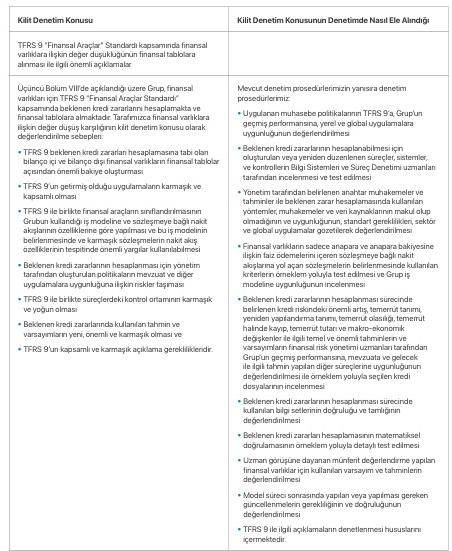 Kilit Denetim Konusu
Kilit Denetim Konusunun Denetimde Nasıl Ele Alındığı
TFRS 9 "Finansal Araçlar" Standardı kapsamında finansal
varlıklara ilişkin değer düşüklüğünün finansal tablolara
alınması ile ilgili önemli açıklamalar
Üçüncü Bölüm VIII'de açıklandığı üzere Grup, finansal
varlıkları için TFRS 9 "Finansal Araçlar Standardı"
kapsamında beklenen kredi zararlarını hesaplamakta ve
finansal tablolara almaktadır. Tarafımızca finansal varlıklara
ilişkin değer düşüş karşılığının kilit denetim konusu olarak
değerlendirilme sebepleri:
• TFRS 9 beklenen kredi zararları hesaplamasına tabi olan
bilanço içi ve bilanço dışı finansal varlıkların finansal tablolar
açısından önemli bakiye oluşturması
• TFRS 9'un getirmiş olduğu uygulamaların karmaşık ve
kapsamlı olması
• TFRS 9 ile birlikte finansal araçların sınıflandırılmasının
Grubun kullandığı iş modeline ve sözleşmeye bağlı nakit
akışlarının özelliklerine göre yapılması ve bu iş modelinin
belirlenmesinde ve karmaşık sözleşmelerin nakit akış
özelliklerinin tespitinde önemli yargılar kullanılabilmesi
• Beklenen kredi zararlarının hesaplanması için yönetim
tarafından oluşturulan politikaların mevzuat ve diğer
uygulamalara uygunluğuna ilişkin riskler taşıması
• TFRS 9 ile birlikte süreçlerdeki kontrol ortamının karmaşık
ve yoğun olması
• Beklenen kredi zararlarında kullanılan tahmin ve
varsayımların yeni, önemli ve karmaşık olması ve
• TFRS 9'un kapsamlı ve karmaşık açıklama gereklilikleridir.
Mevcut denetim prosedürlerimizin yanısıra denetim
prosedürlerimiz:
• Uygulanan muhasebe politikalarının TFRS 9'a, Grup'un
geçmiş performansına, yerel ve global uygulamalara
uygunluğunun değerlendirilmesi
• Beklenen kredi zararlarının hesaplanabilmesi için
oluşturulan veya yeniden düzenlenen süreçler, sistemler,
ve kontrollerin Bilgi Sistemleri ve Süreç Denetimi uzmanları
tarafından incelenmesi ve test edilmesi
• Yönetim tarafından belirlenen anahtar muhakemeler ve
tahminler ile beklenen zarar hesaplamasında kullanılan
yöntemler, muhakemeler ve veri kaynaklarının makul olup
olmadığının ve uygunluğunun, standart gereklilikleri, sektör
ve global uygulamalar gözetilerek değerlendirilmesi
• Finansal varlıkların sadece anapara ve anapara bakiyesine
ilişkin faiz ödemelerini içeren sözleşmeye bağlı nakit
akışlarına yol açan sözleşmelerin belirlenmesinde kullanılan
kriterlerin örneklem yoluyla test edilmesi ve Grup iş
modeline uygunluğunun incelenmesi
• Beklenen kredi zararlarının hesaplanması sürecinde
belirlenen kredi riskindeki önemli artış, temerrüt tanımı,
yeniden yapılandırma tanımı, temerrüt olasılığı, temerrüt
halinde kayıp, temerrüt tutarı ve makro-ekonomik
değişkenler ile ilgili temel ve önemli tahminlerin ve
varsayımların finansal risk yönetimi uzmanları tarafından
Grup'un geçmiş performansına, mevzuata ve gelecek
ile ilgili tahmin yapılan diğer süreçlerine uygunluğunun
değerlendirilmesi ile örneklem yoluyla seçilen kredi
dosyalarının incelenmesi
• Beklenen kredi zararlarının hesaplanması sürecinde
kullanılan bilgi setlerinin doğruluğu ve tamlığının
değerlendirilmesi
• Beklenen kredi zararları hesaplamasının matematiksel
doğrulamasının örneklem yoluyla detaylı test edilmesi
• Uzman görüşüne dayanan münferit değerlendirme yapılan
finansal varlıklar için kullanılan varsayım ve tahminlerin
değerlendirilmesi
• Model süreci sonrasında yapılan veya yapılması gereken
güncellenmelerin gerekliliğinin ve doğruluğunun
değerlendirilmesi
• TFRS 9 ile ilgili açıklamaların denetlenmesi hususlarını
içermektedir.